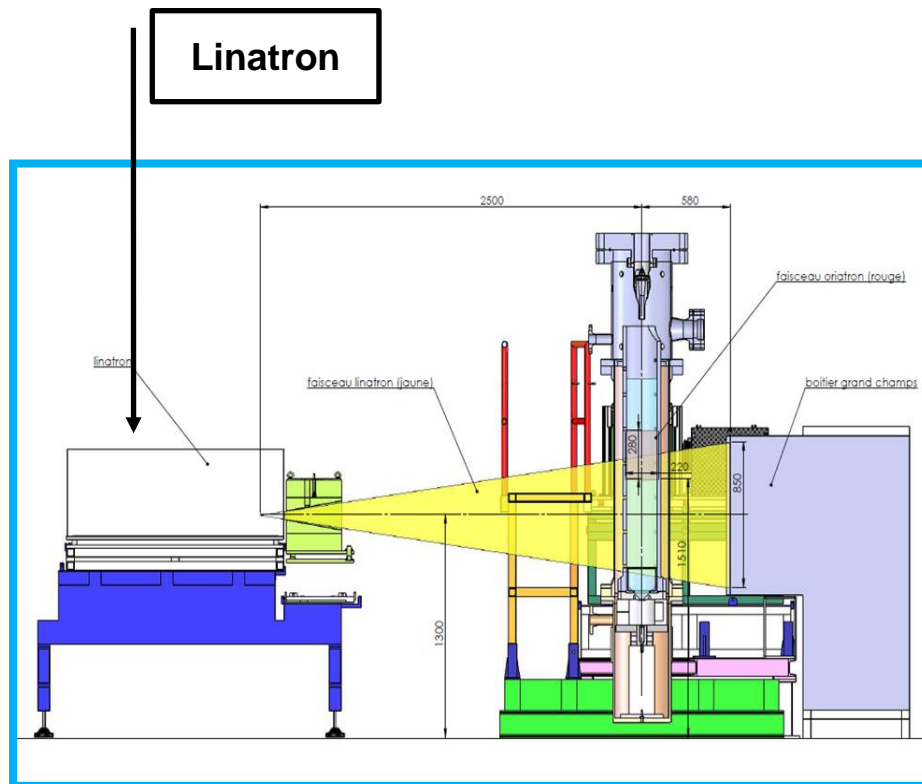 Linatron
2500
580
faisceau oriatron (rouge)
linatron
faisceau linatron (jaune)
boitier grand champs
280
220
850
1510
1300